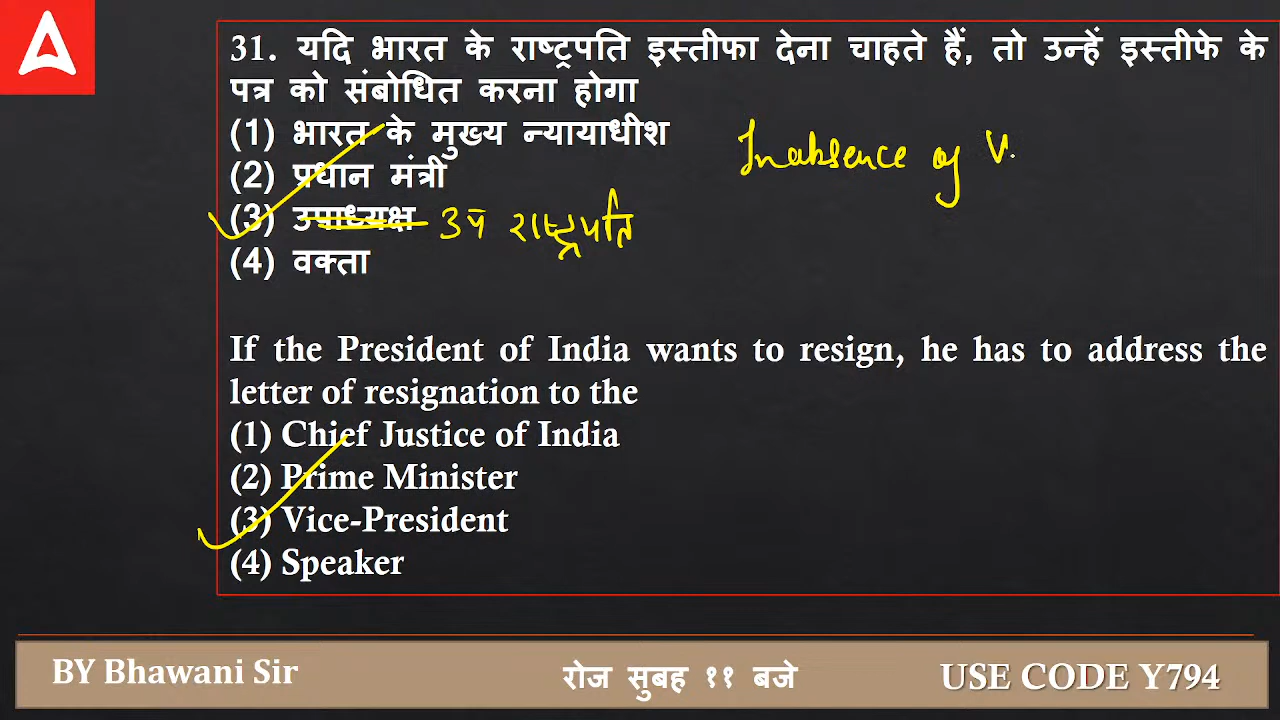 31. यदि भारत के राष्ट्रपति इस्तीफा देना चाहते हैं, तो उन्हें इस्तीफे के
पत्र को संबोधित करना होगा
(1) भारत के मुख्य न्यायाधीश
(2) प्रधान मंत्री
(3) उपाध्यक्ष उप राष्ट्रपति
(4) वक्ता
In absence of V.
If the President of India wants to resign, he has to address the
letter of resignation to the
(1) Chief Justice of India
(2) Prime Minister
(3) Vice-President
(4) Speaker
BY Bhawani Sir
रोज सुबह ११ बजे
USE CODE Y794